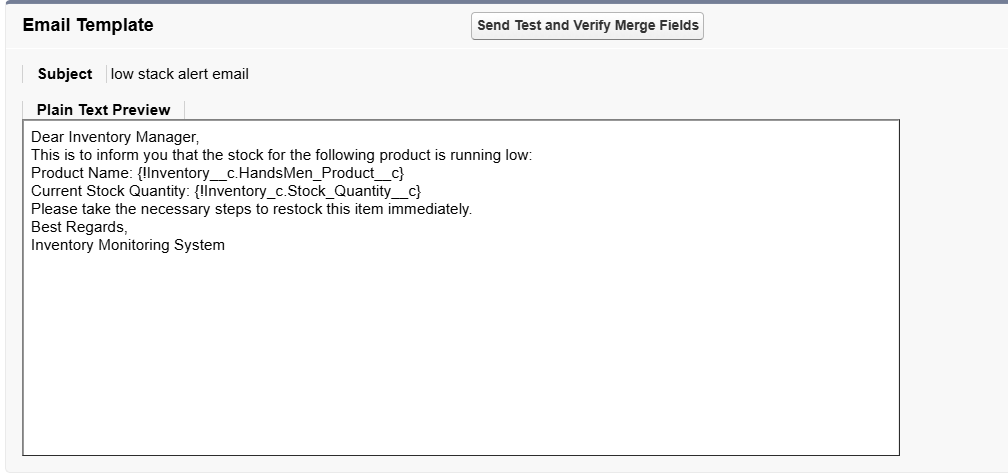 Email Template
Send Test and Verify Merge Fields
Subject low stack alert email
Plain Text Preview
Dear Inventory Manager,
This is to inform you that the stock for the following product is running low:
Product Name: {!Inventory__c.HandsMen_Product__c}
Current Stock Quantity: {!Inventory_c.Stock_Quantity__c}
Please take the necessary steps to restock this item immediately.
Best Regards,
Inventory Monitoring System